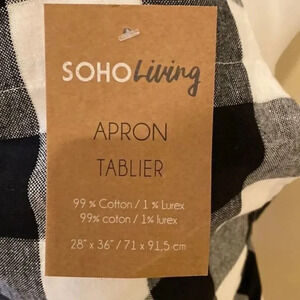 SOHO Living
APRON
TABLIER
99 % Cotton / 1 % Lurex
99% coton / 1% lurex
28" x 36" / 71 x 91,5 cm